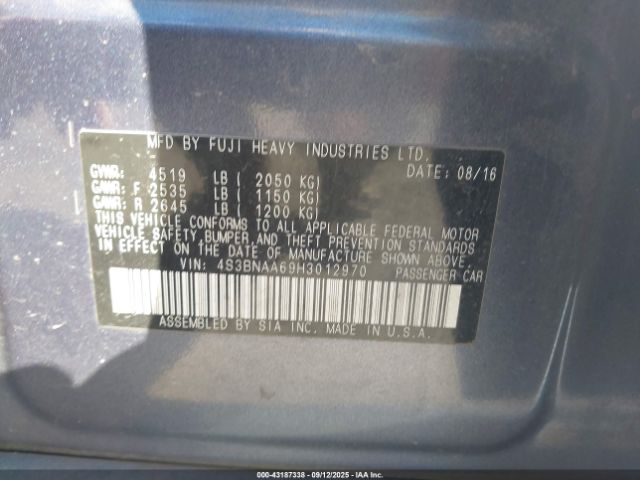 MFD BY FUJI HEAVY INDUSTRIES LTD.
DATE: 08/16
GVWR: 4519 LB ( 2050 KG)
GAWR: F 2535 LB ( 1150 KG)
GAWR: R 2645 LB ( 1200 KG)
THIS VEHICLE CONFORMS TO ALL APPLICABLE FEDERAL MOTOR
VEHICLE SAFETY, BUMPER, AND THEFT PREVENTION STANDARDS
IN EFFECT ON THE DATE OF MANUFACTURE SHOWN ABOVE.
VIN: 4S3BNAA69H3012970 PASSENGER CAR
ASSEMBLED BY SIA INC. MADE IN U.S.A.
000-43187338 - 09/12/2025 - IAAI.COM